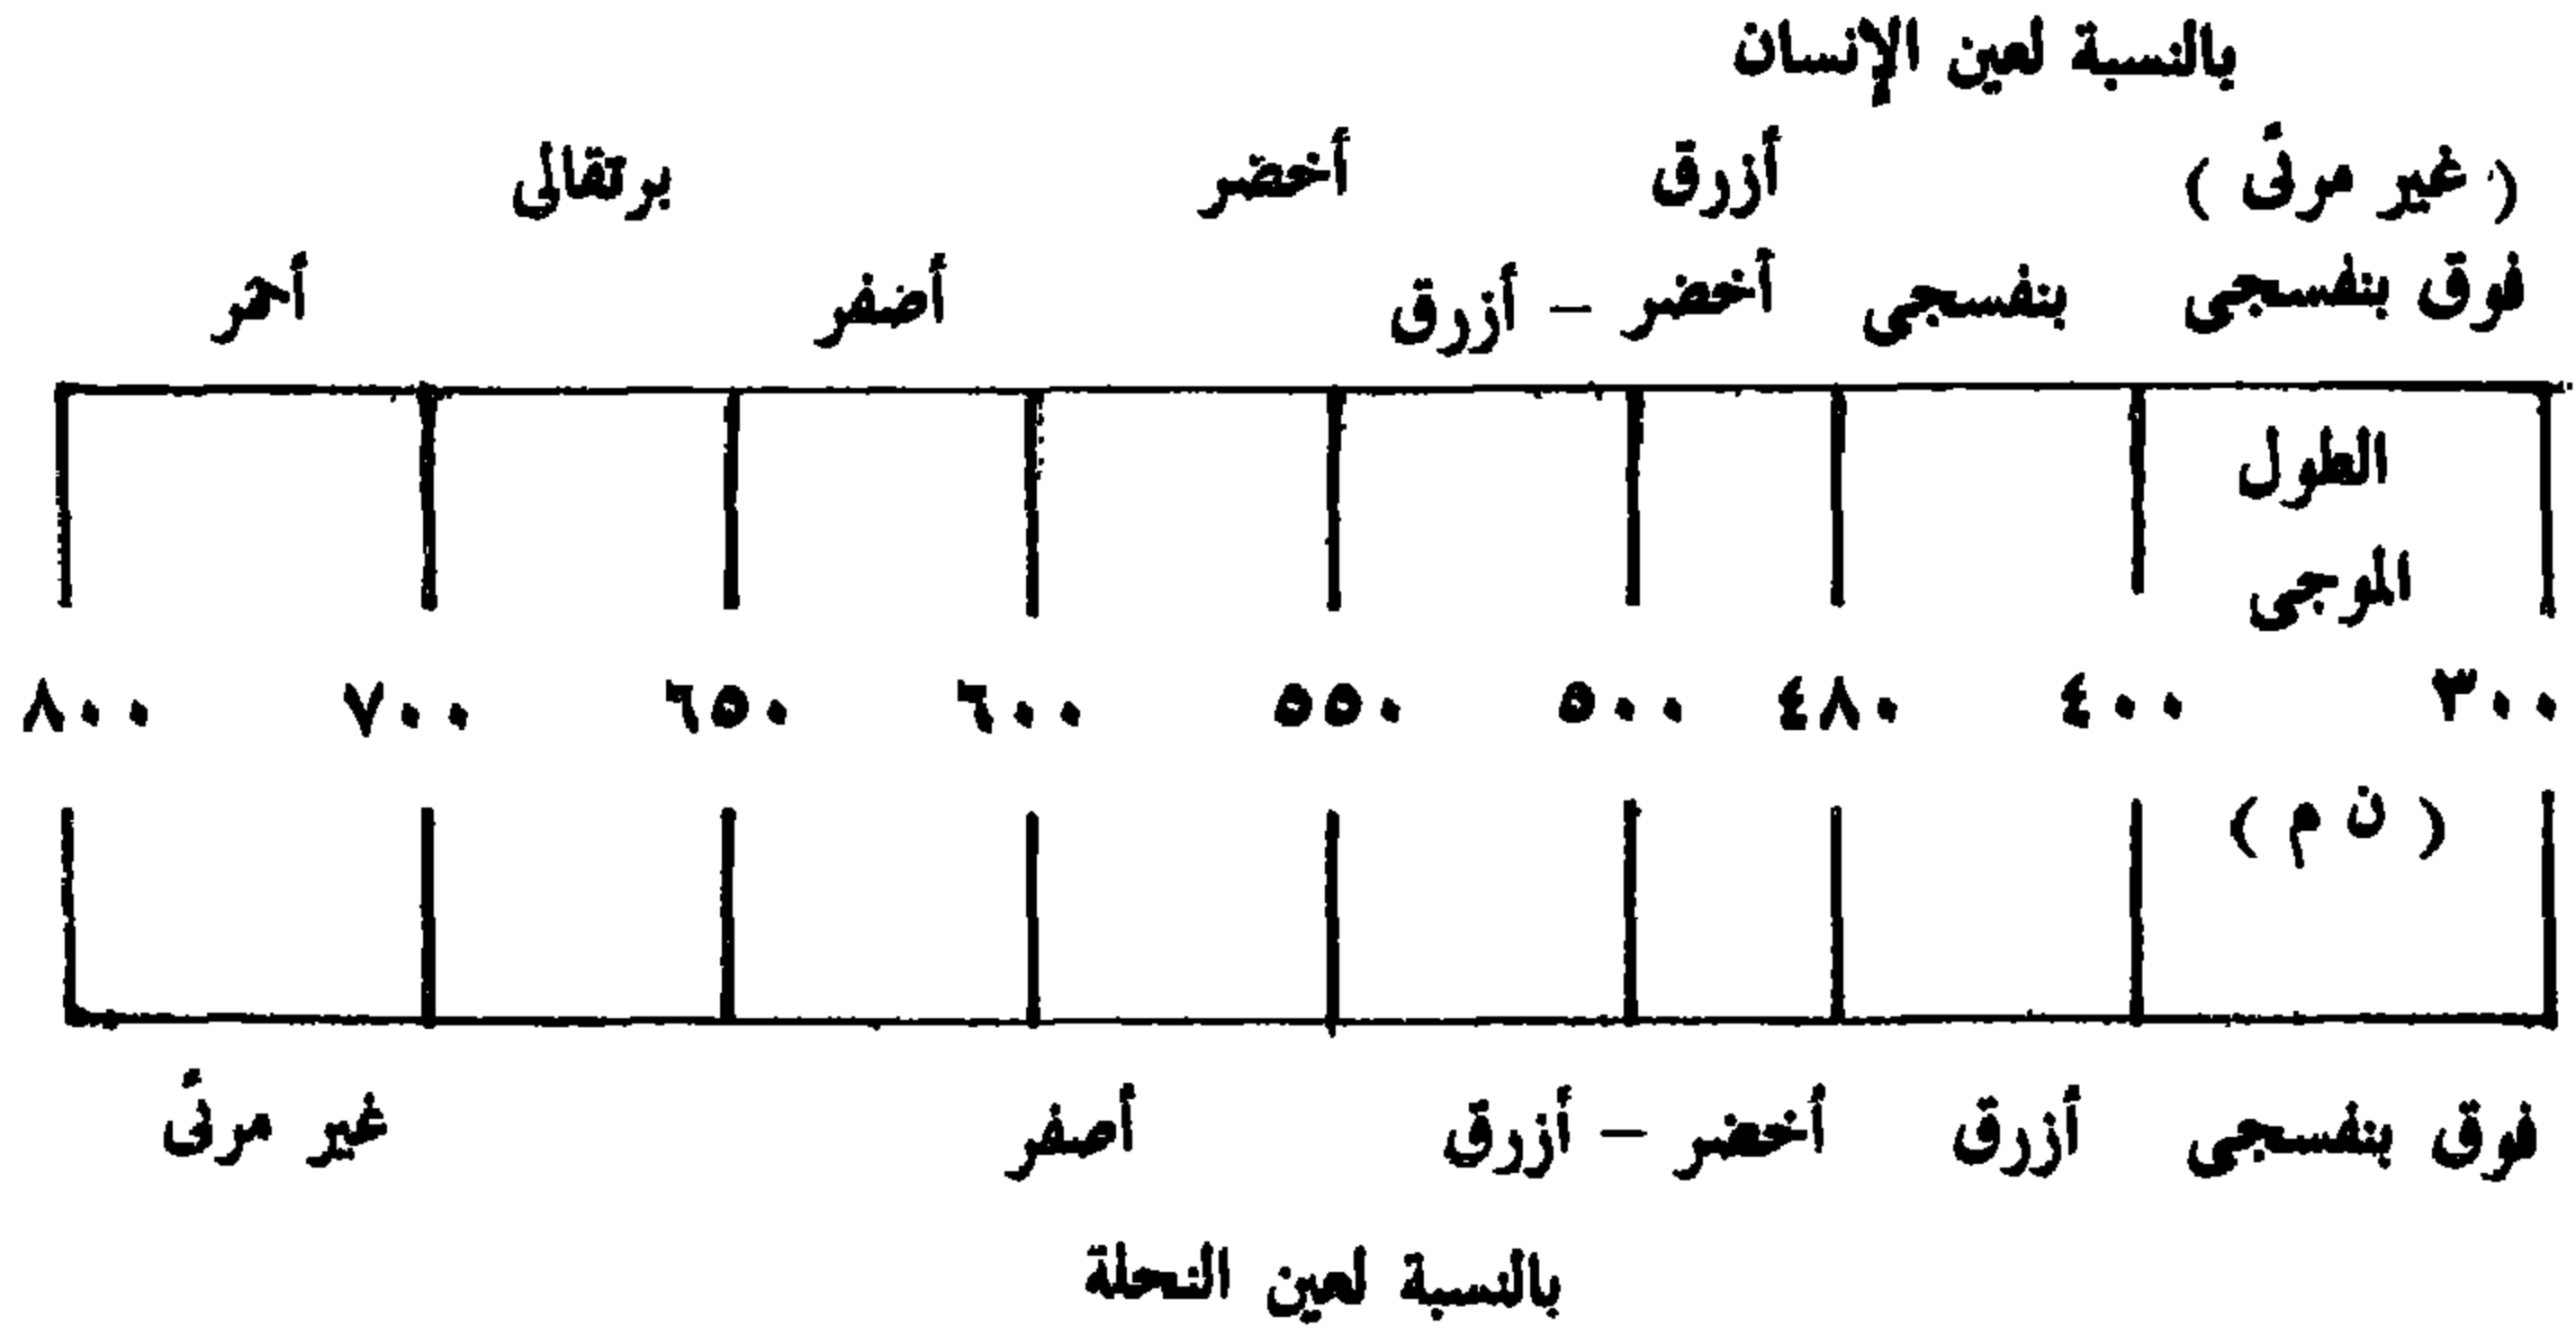 بالنسبة لعين الإنسان
( غير مرئى ) أزرق أخضر برتقالى
فوق بنفسجى بنفسجى أخضر – أزرق أضفر أحمر
الطول
الموجى
٣٠٠ ٤٠٠ ٤٨٠ ٥٠٠ ٥٥٠ ٦٠٠ ٦٥٠ ٧٠٠ ٨٠٠
( ن م )
فوق بنفسجى أزرق أخضر – أزرق أصفر غير مرئى
بالنسبة لعين النحلة